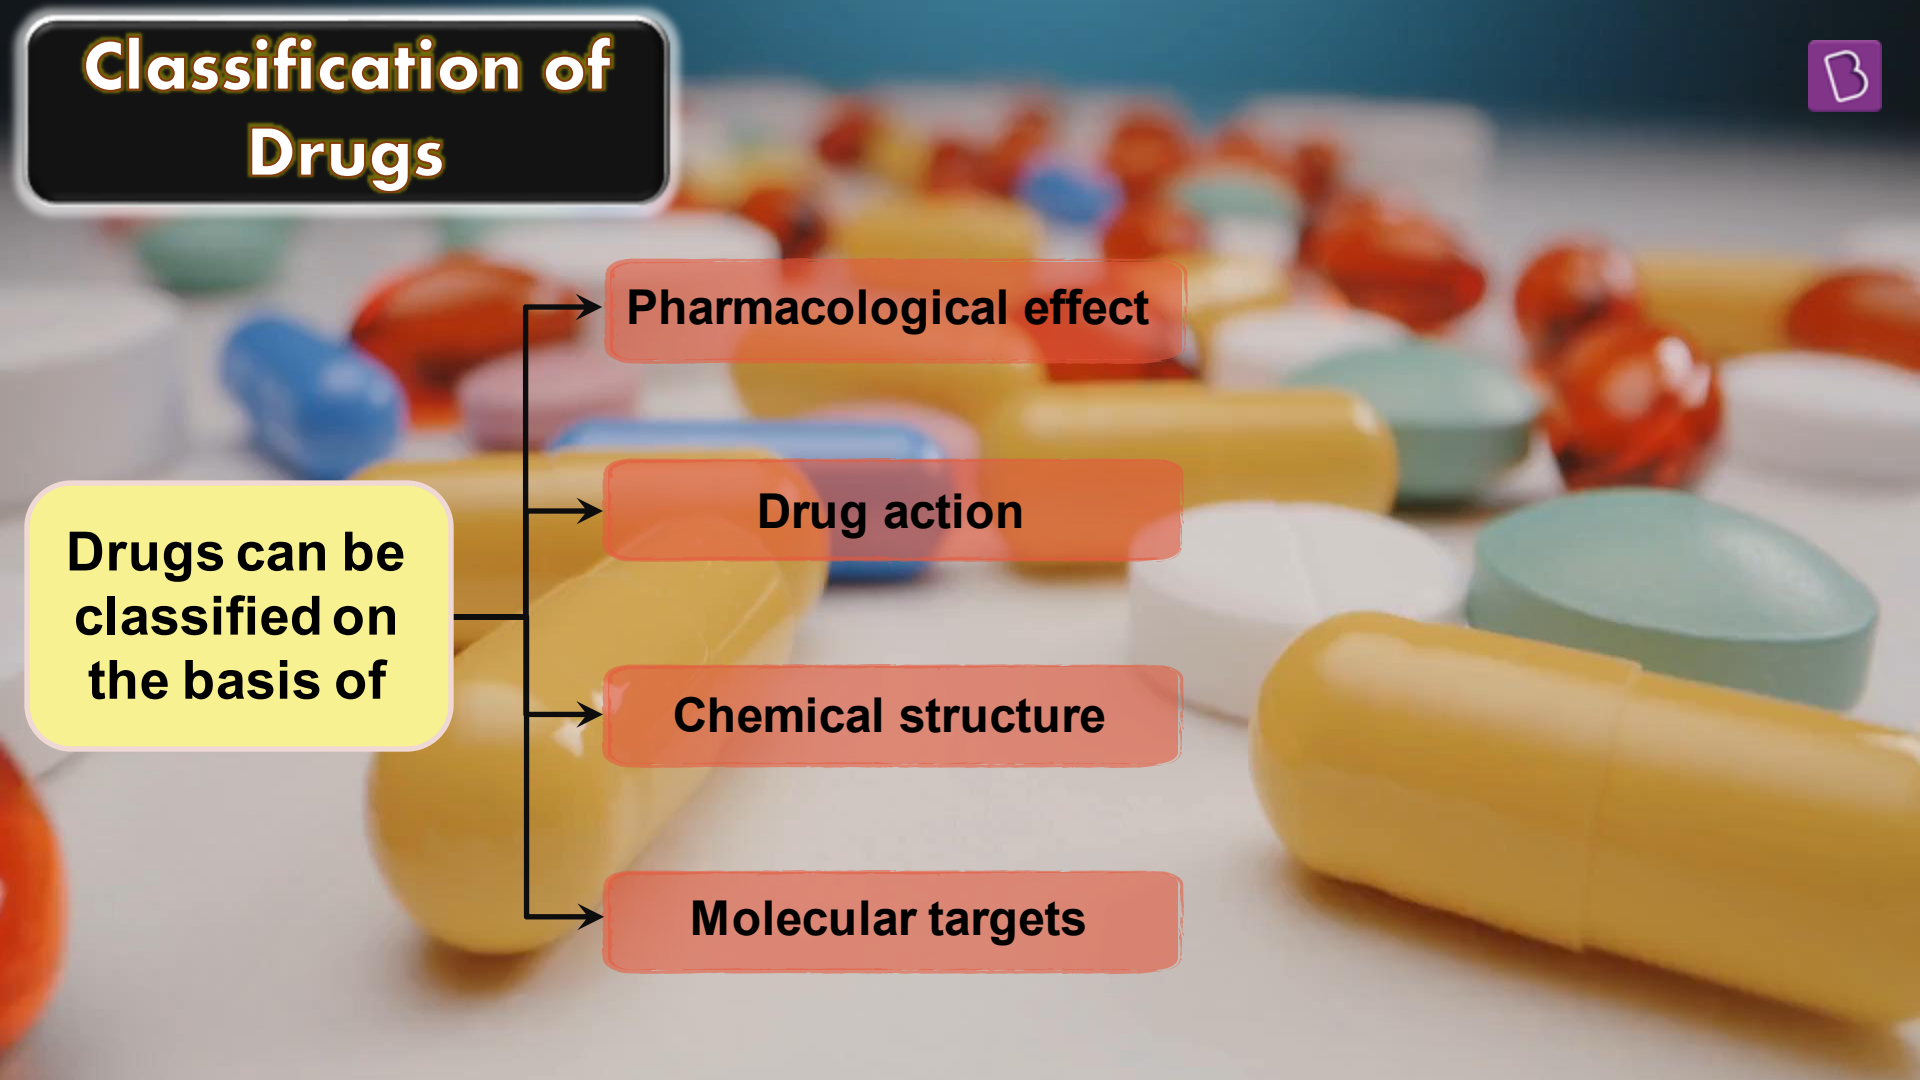 Classification of
Drugs
Pharmacological effect
Drug action
Drugs can be
classified on
the basis of
Chemical structure
Molecular targets